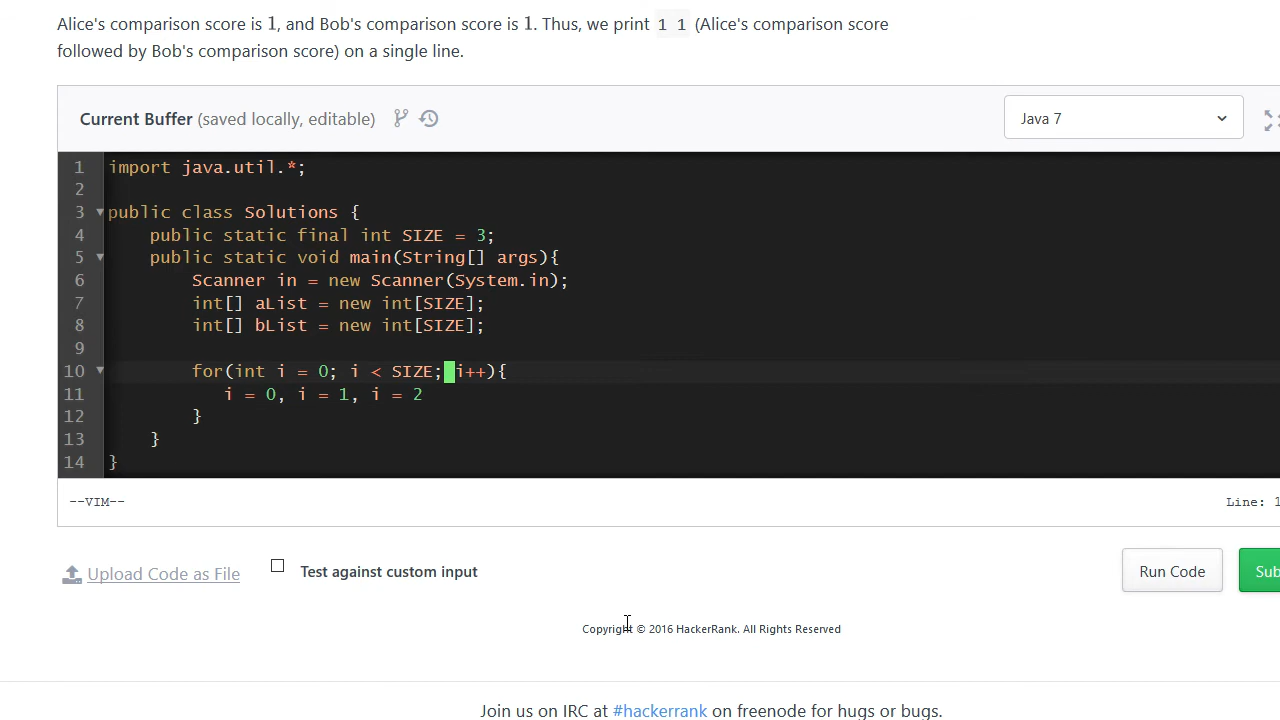 Alice's comparison score is 1, and Bob's comparison score is 1. Thus, we print 1 1 (Alice's comparison score
followed by Bob's comparison score) on a single line.
Current Buffer (saved locally, editable)
Java 7
1 import java.util.*;
2
3 public class Solutions {
4     public static final int SIZE = 3;
5     public static void main(String[] args){
6         Scanner in = new Scanner(System.in);
7         int[] aList = new int[SIZE];
8         int[] bList = new int[SIZE];
9
10         for(int i = 0; i < SIZE; i++){
11            i = 0, i = 1, i = 2
12         }
13     }
14 }
--VIM--
Line: 1
Upload Code as File
Test against custom input
Run Code
Sub
Copyright © 2016 HackerRank. All Rights Reserved
Join us on IRC at #hackerrank on freenode for hugs or bugs.